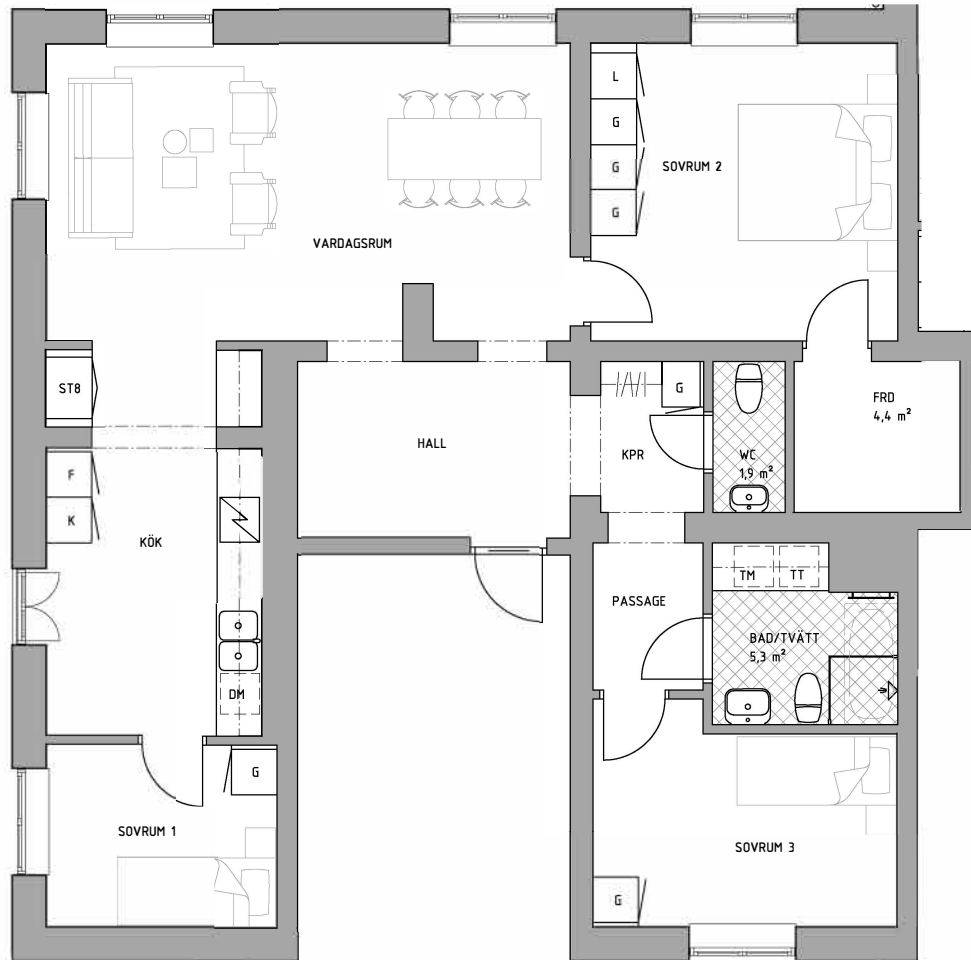 L
G
G
G
SOVRUM 2
VARDAGSRUM
ST8
G
FRD
4,4 m²
HALL
KPR
WC
1,9 m²
F
K
KÖK
TM
TT
PASSAGE
BAD/TVÄTT
5,3 m²
DM
G
SOVRUM 1
SOVRUM 3
G